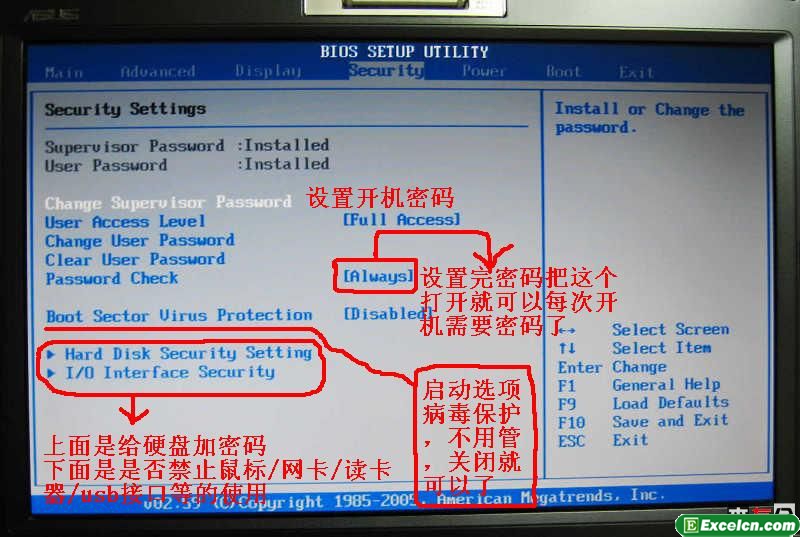 ASUS
BIOS SETUP UTILITY
Main Advanced Display Security Power Boot Exit
Security Settings
Supervisor Password :Installed
User Password :Installed
Change Supervisor Password
设置开机密码
User Access Level [Full Access]
Change User Password
Clear User Password
Password Check [Always]
设置完密码把这个
打开就可以每次开
机需要密码了
Boot Sector Virus Protection [Disabled]
▶ Hard Disk Security Setting
▶ I/O Interface Security
上面是给硬盘加密码
下面是是否禁止鼠标/网卡/读卡
器/usb接口等的使用
启动选项
病毒保护
,不用管
,关闭就
可以了
Install or Change the
password.
←→ Select Screen
↑↓ Select Item
Enter Change
F1 General Help
F9 Load Defaults
F10 Save and Exit
ESC Exit
v02.59 (C)Copyright 1985-2005, American Megatrends, Inc.
Excelcn.com